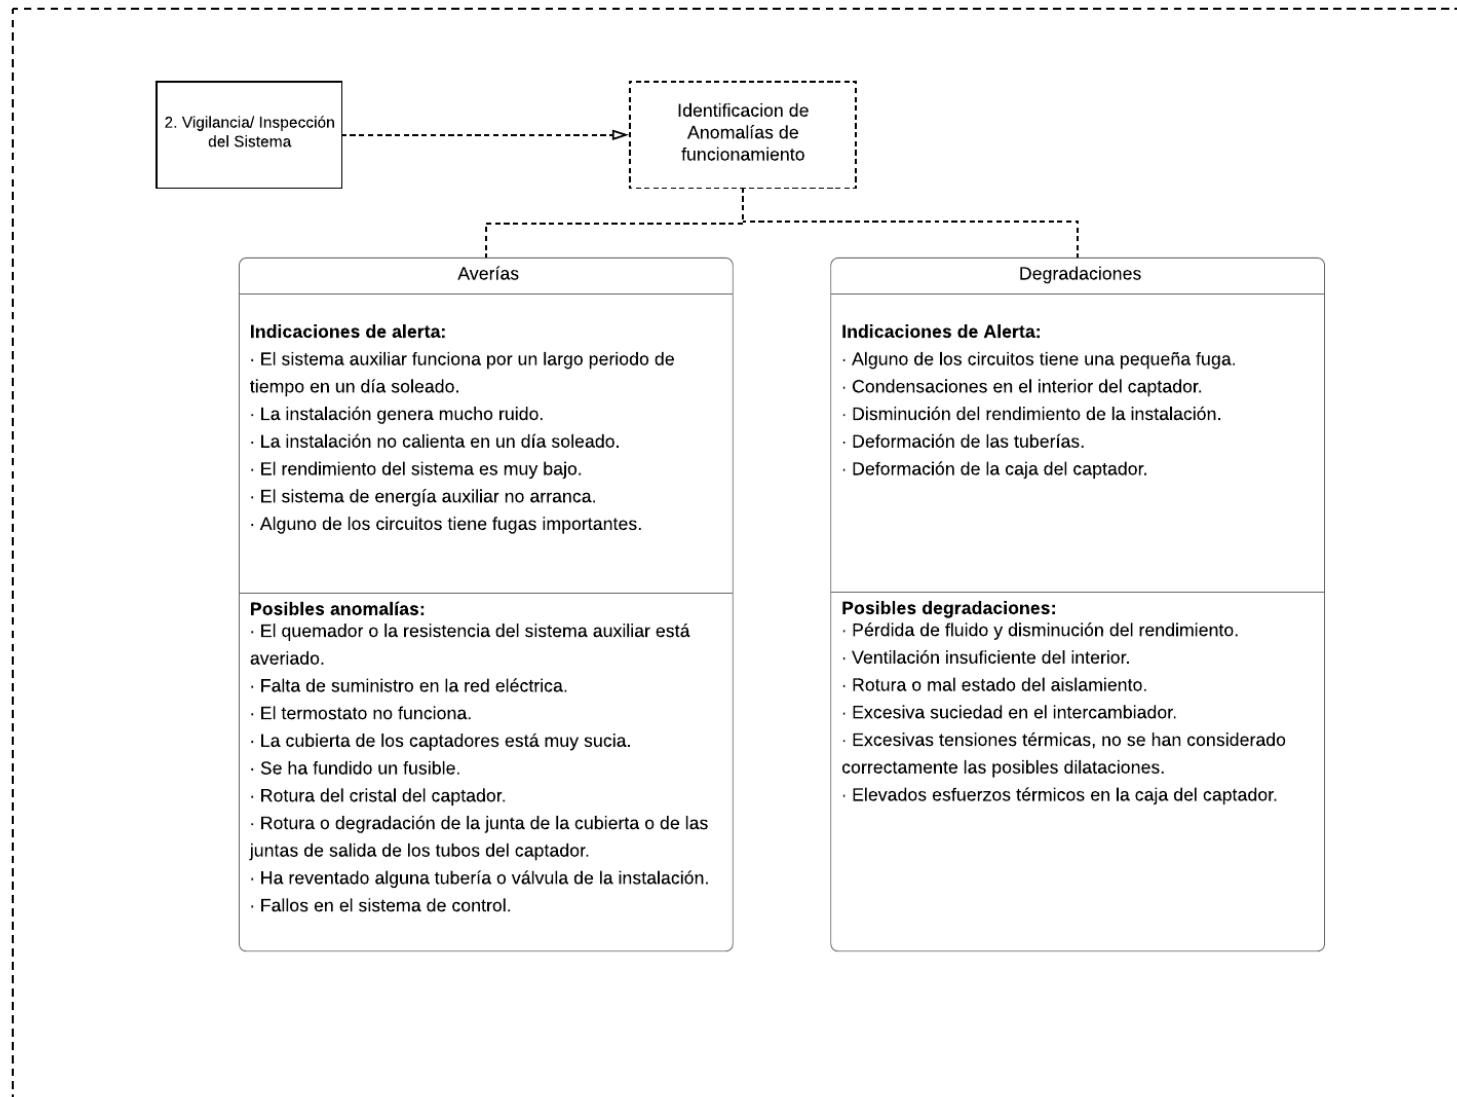 2. Vigilancia/ Inspección
del Sistema
Identificacion de
Anomalías de
funcionamiento
Averías
Indicaciones de alerta:
· El sistema auxiliar funciona por un largo periodo de
tiempo en un día soleado.
· La instalación genera mucho ruido.
· La instalación no calienta en un día soleado.
· El rendimiento del sistema es muy bajo.
· El sistema de energía auxiliar no arranca.
· Alguno de los circuitos tiene fugas importantes.
Posibles anomalías:
· El quemador o la resistencia del sistema auxiliar está
averiado.
· Falta de suministro en la red eléctrica.
· El termostato no funciona.
· La cubierta de los captadores está muy sucia.
· Se ha fundido un fusible.
· Rotura del cristal del captador.
· Rotura o degradación de la junta de la cubierta o de las
juntas de salida de los tubos del captador.
· Ha reventado alguna tubería o válvula de la instalación.
· Fallos en el sistema de control.
Degradaciones
Indicaciones de Alerta:
· Alguno de los circuitos tiene una pequeña fuga.
· Condensaciones en el interior del captador.
· Disminución del rendimiento de la instalación.
· Deformación de las tuberías.
· Deformación de la caja del captador.
Posibles degradaciones:
· Pérdida de fluido y disminución del rendimiento.
· Ventilación insuficiente del interior.
· Rotura o mal estado del aislamiento.
· Excesiva suciedad en el intercambiador.
· Excesivas tensiones térmicas, no se han considerado
correctamente las posibles dilataciones.
· Elevados esfuerzos térmicos en la caja del captador.